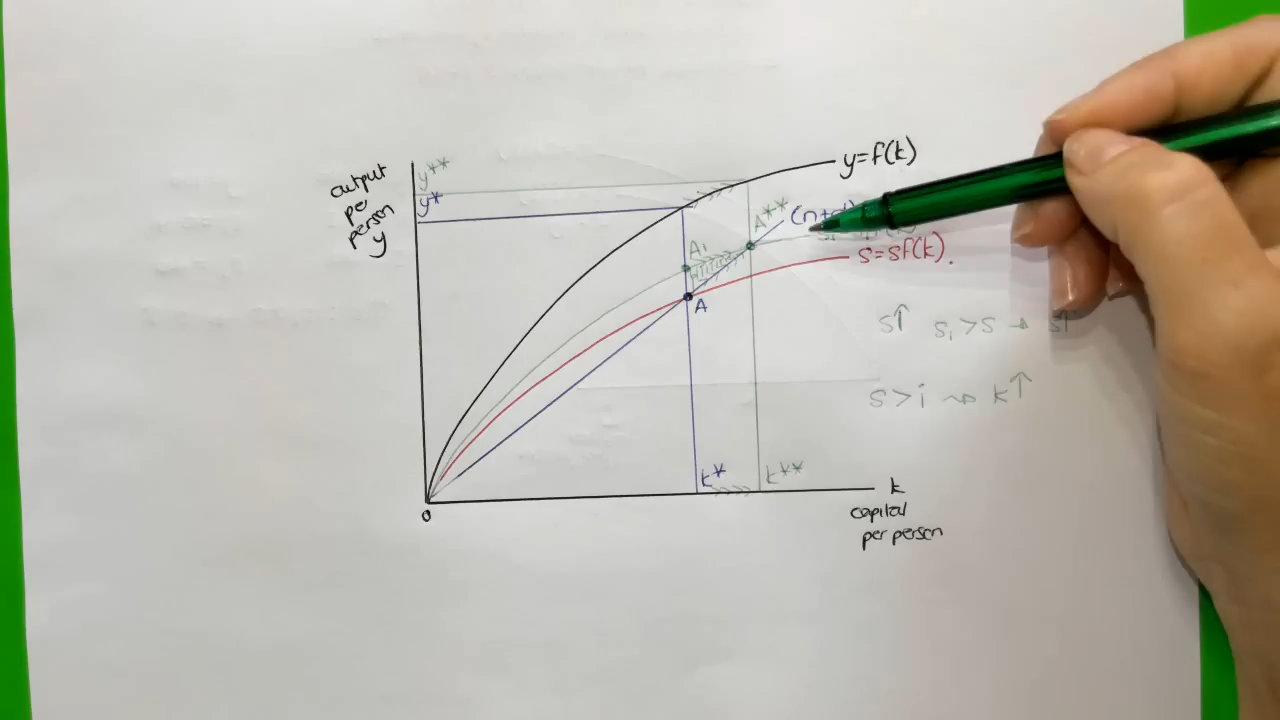 output
per
person
y
y**
y*
y=f(k)
A**
(n+d)
A₁
s=sf(k).
A
s↑ s₁>s → s↑
s>i → k↑
k*
k**
k
0
capital
per person